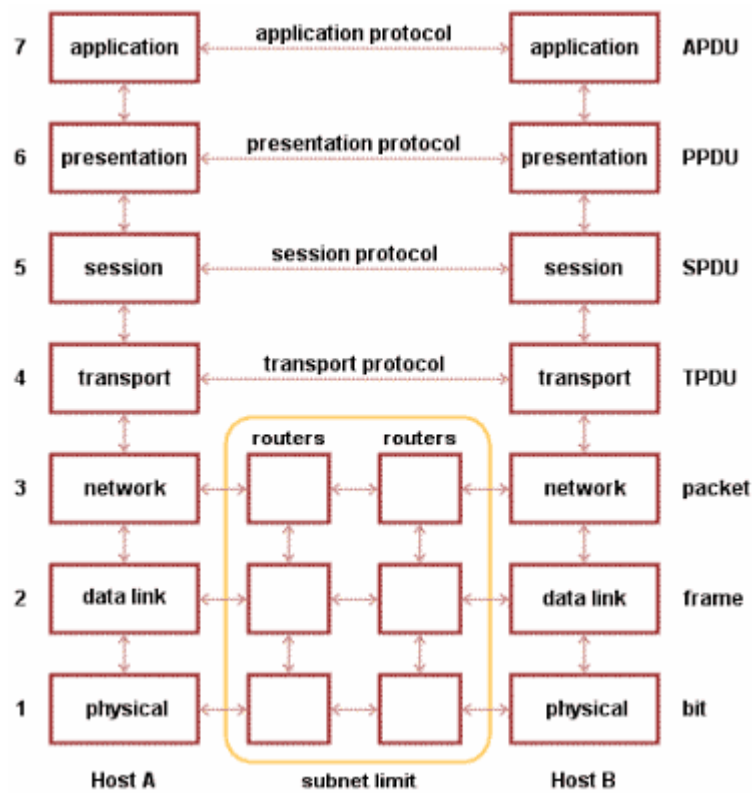 7 application application protocol application APDU
6 presentation presentation protocol presentation PPDU
5 session session protocol session SPDU
4 transport transport protocol transport TPDU
routers routers
3 network network packet
2 data link data link frame
1 physical physical bit
Host A subnet limit Host B